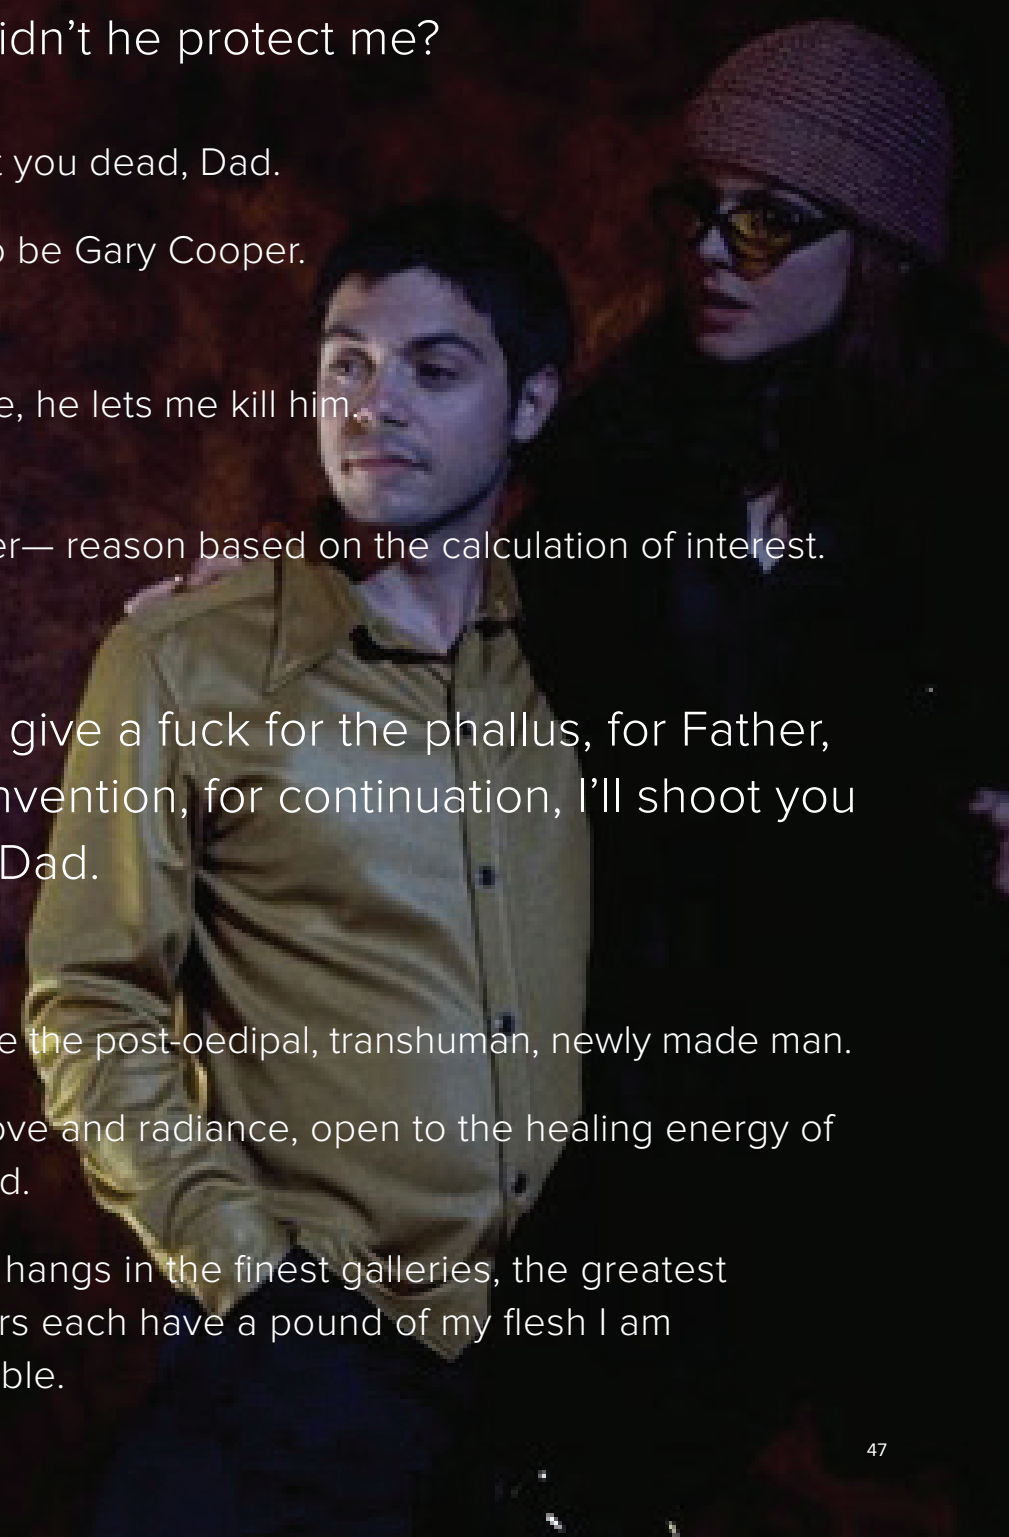 idn’t he protect me?
t you dead, Dad.
o be Gary Cooper.
e, he lets me kill him.
er— reason based on the calculation of interest.
give a fuck for the phallus, for Father,
nvention, for continuation, I’ll shoot you
Dad.
e the post-oedipal, transhuman, newly made man.
ove and radiance, open to the healing energy of
d.
hangs in the finest galleries, the greatest
rs each have a pound of my flesh I am
ble.
47